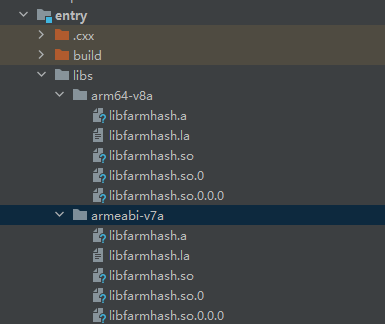 entry
.cxx
build
libs
arm64-v8a
libfarmhash.a
libfarmhash.la
libfarmhash.so
libfarmhash.so.0
libfarmhash.so.0.0.0
armeabi-v7a
libfarmhash.a
libfarmhash.la
libfarmhash.so
libfarmhash.so.0
libfarmhash.so.0.0.0